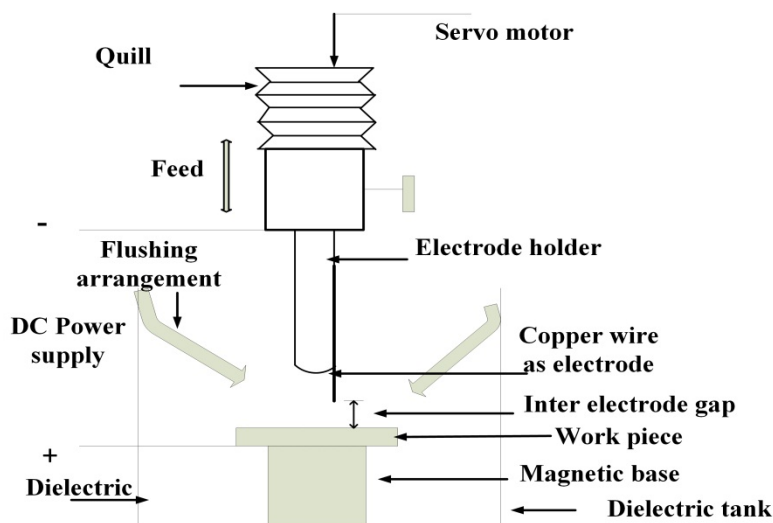 Servo motor
Quill
Feed
-
Flushing
arrangement
Electrode holder
DC Power
supply
Copper wire
as electrode
Inter electrode gap
Work piece
+
Magnetic base
Dielectric
Dielectric tank